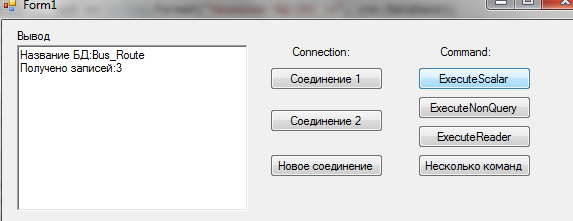 Form1
Вывод
Название БД:Bus_Route
Получено записей:3
Connection:
Соединение 1
Соединение 2
Новое соединение
Command:
ExecuteScalar
ExecuteNonQuery
ExecuteReader
Несколько команд